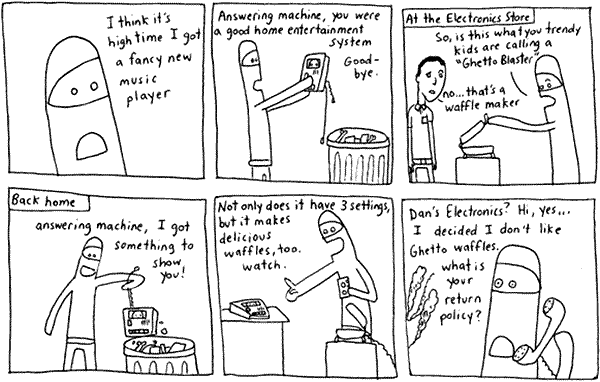 I think it's
high time I got
a fancy new
music
player
Answering machine, you were
a good home entertainment
system
Good-
bye.
At the Electronics Store
So, is this what you trendy
kids are calling a
"Ghetto Blaster"
no... that's a
waffle maker
Back home
answering machine, I got
something to
show
you!
Not only does it have 3 settings,
but it makes
delicious
waffles, too.
watch.
Dan's Electronics? Hi, yes...
I decided I don't like
Ghetto waffles.
what is
your
return
policy?